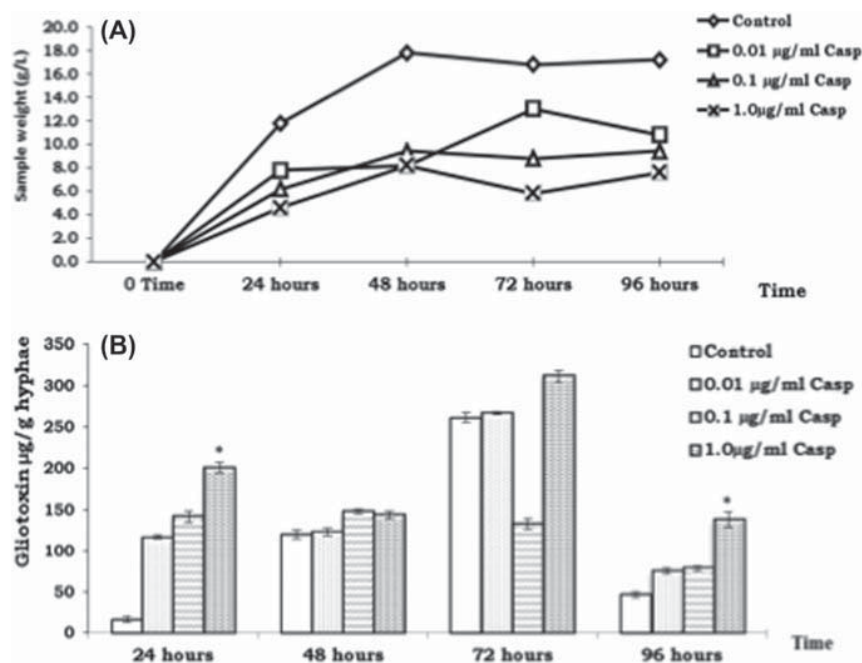 (A)
Sample weight (g/L)
20.0
18.0
16.0
14.0
12.0
10.0
8.0
6.0
4.0
2.0
0.0
0 Time
24 hours
48 hours
72 hours
96 hours
Time
Control
0.01 µg/ml Casp
0.1 µg/ml Casp
1.0µg/ml Casp
(B)
Gliotoxin µg/g hyphae
350
300
250
200
150
100
50
0
*
*
24 hours
48 hours
72 hours
96 hours
Time
Control
0.01 µg/ml Casp
0.1 µg/ml Casp
1.0µg/ml Casp